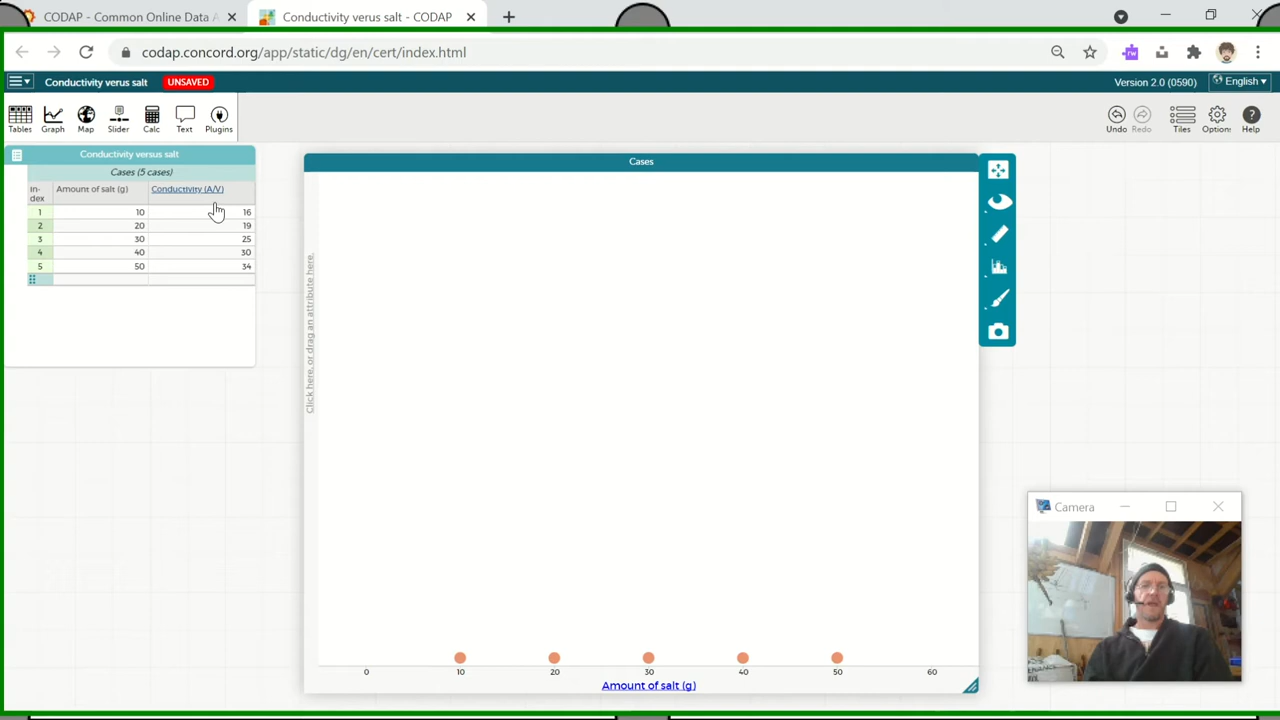 CODAP - Common Online Data A
Conductivity verus salt - CODAP
codap.concord.org/app/static/dg/en/cert/index.html
Conductivity verus salt
UNSAVED
Version 2.0 (0590)
English
Tables
Graph
Map
Slider
Calc
Text
Plugins
Undo
Redo
Tiles
Options
Help
Conductivity versus salt
Cases (5 cases)
in-
dex
Amount of salt (g)
Conductivity (A/V)
1 10 16
2 20 19
3 30 25
4 40 30
5 50 34
Cases
Click here, or drag an attribute here.
0 10 20 30 40 50 60
Amount of salt (g)
Camera